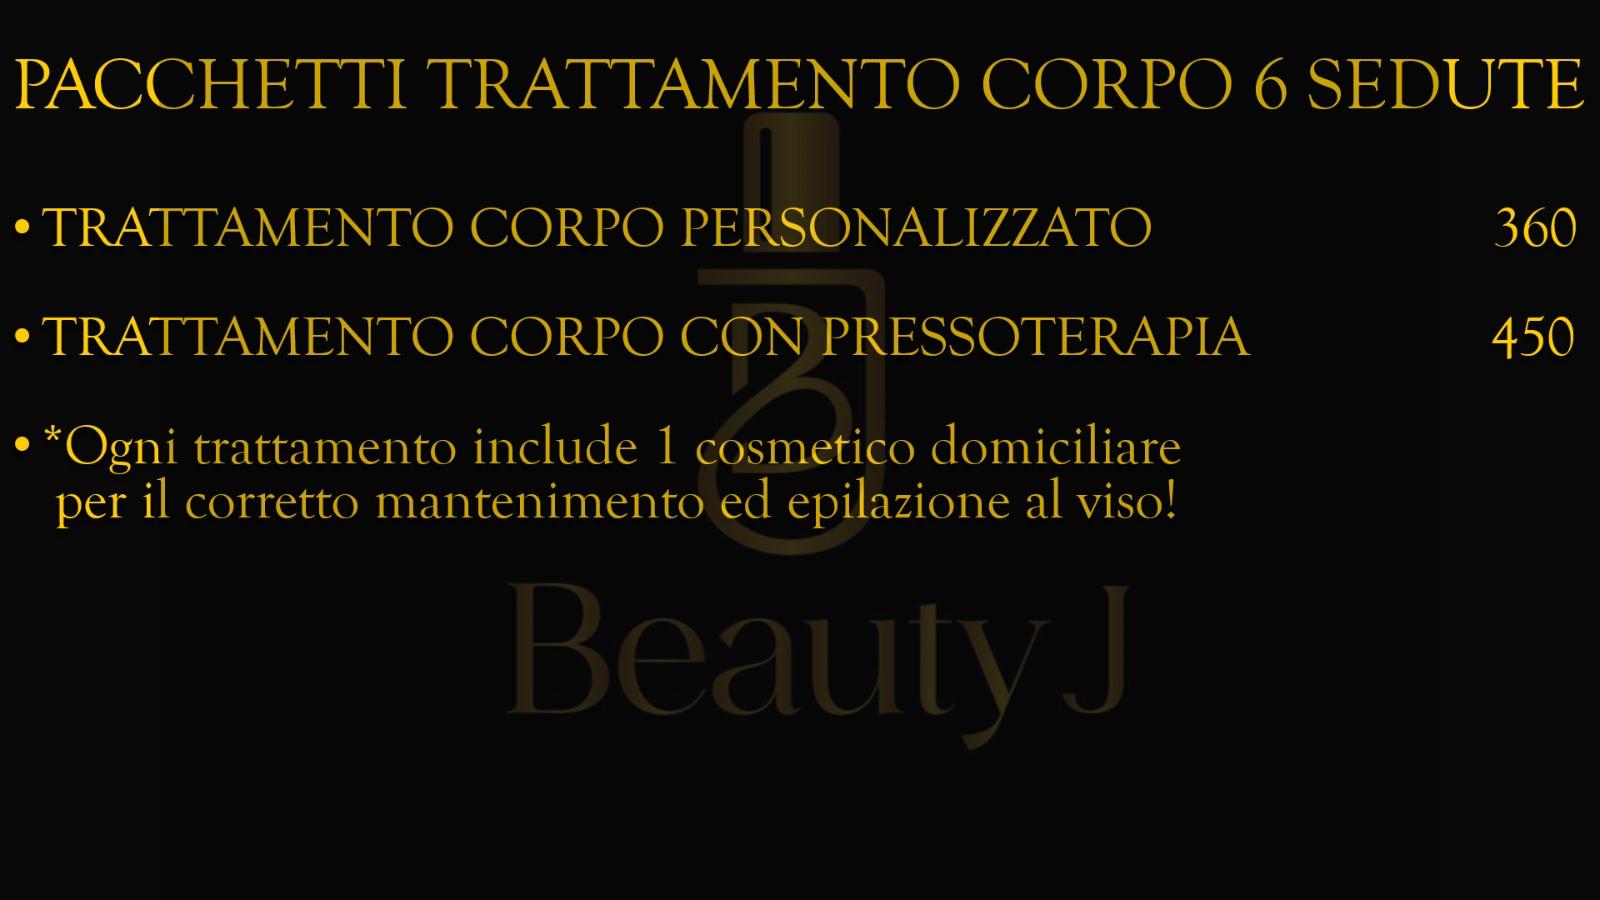 PACCHETTI TRATTAMENTO CORPO 6 SEDUTE
• TRATTAMENTO CORPO PERSONALIZZATO 360
• TRATTAMENTO CORPO CON PRESSOTERAPIA 450
• *Ogni trattamento include 1 cosmetico domiciliare
per il corretto mantenimento ed epilazione al viso!
Beauty J